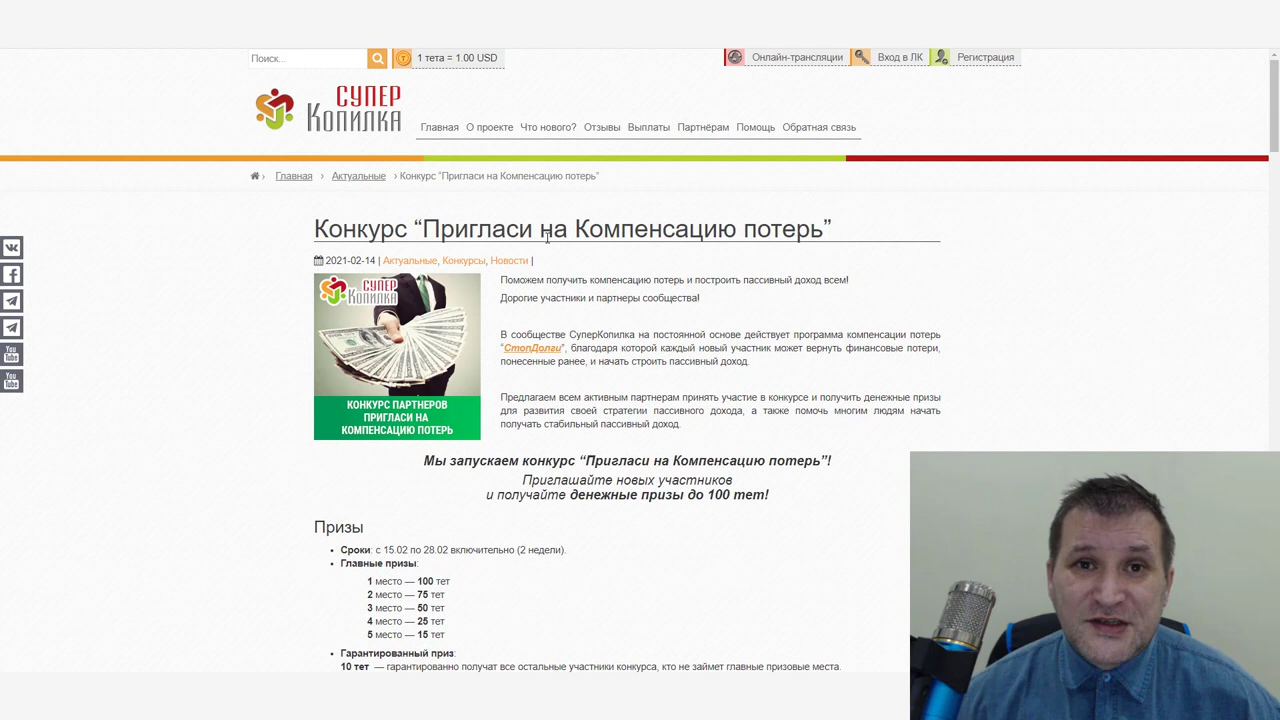 Поиск...
1 тета = 1.00 USD
Онлайн-трансляции
Вход в ЛК
Регистрация
СУПЕР
КОПИЛКА
Главная О проекте Что нового? Отзывы Выплаты Партнёрам Помощь Обратная связь
› Главная › Актуальные › Конкурс “Пригласи на Компенсацию потерь”
Конкурс “Пригласи на Компенсацию потерь”
2021-02-14 | Актуальные, Конкурсы, Новости |
СУПЕР
КОПИЛКА
КОНКУРС ПАРТНЕРОВ
ПРИГЛАСИ НА
КОМПЕНСАЦИЮ ПОТЕРЬ
Поможем получить компенсацию потерь и построить пассивный доход всем!
Дорогие участники и партнеры сообщества!
В сообществе СуперКопилка на постоянной основе действует программа компенсации потерь
“СтопДолги”, благодаря которой каждый новый участник может вернуть финансовые потери,
понесенные ранее, и начать строить пассивный доход.
Предлагаем всем активным партнерам принять участие в конкурсе и получить денежные призы
для развития своей стратегии пассивного дохода, а также помочь многим людям начать
получать стабильный пассивный доход.
Мы запускаем конкурс “Пригласи на Компенсацию потерь”!
Приглашайте новых участников
и получайте денежные призы до 100 тет!
Призы
Сроки: с 15.02 по 28.02 включительно (2 недели).
Главные призы:
1 место — 100 тет
2 место — 75 тет
3 место — 50 тет
4 место — 25 тет
5 место — 15 тет
Гарантированный приз:
10 тет — гарантированно получат все остальные участники конкурса, кто не займет главные призовые места.
You
Tube
You
Tube